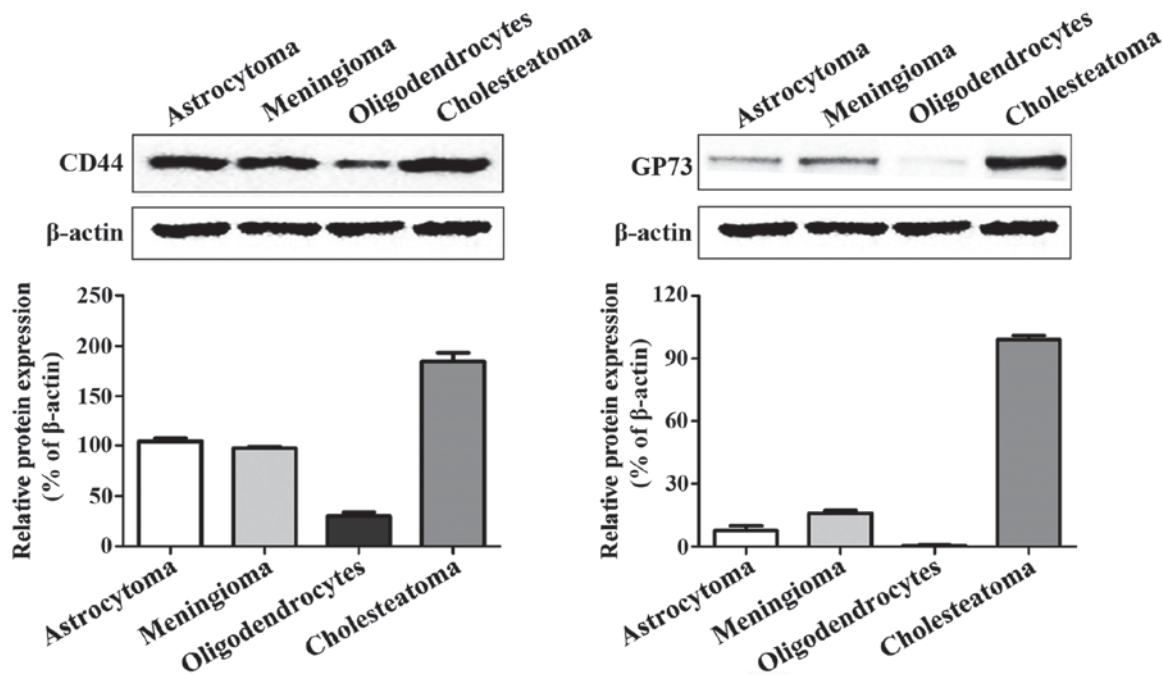 Astrocytoma
Meningioma
Oligodendrocytes
Cholesteatoma
CD44
β-actin
Relative protein expression
(% of β-actin)
250
200
150
100
50
0
Astrocytoma
Meningioma
Oligodendrocytes
Cholesteatoma
Astrocytoma
Meningioma
Oligodendrocytes
Cholesteatoma
GP73
β-actin
Relative protein expression
(% of β-actin)
120
90
60
30
0
Astrocytoma
Meningioma
Oligodendrocytes
Cholesteatoma